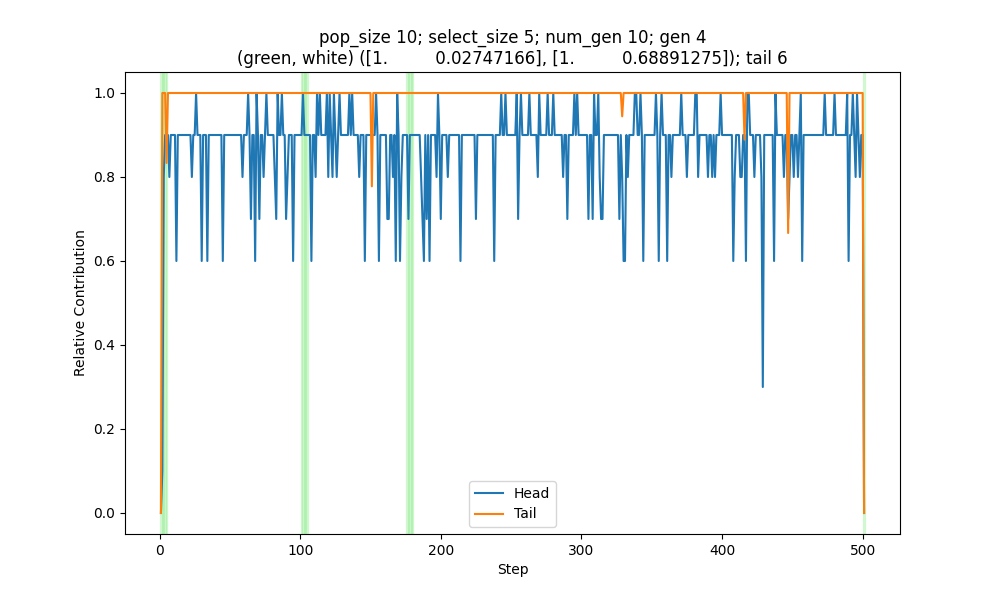 pop_size 10; select_size 5; num_gen 10; gen 4
(green, white) ([1.         0.02747166], [1.         0.68891275]); tail 6
1.0
0.8
0.6
0.4
0.2
0.0
Relative Contribution
Head
Tail
0
100
200
300
400
500
Step